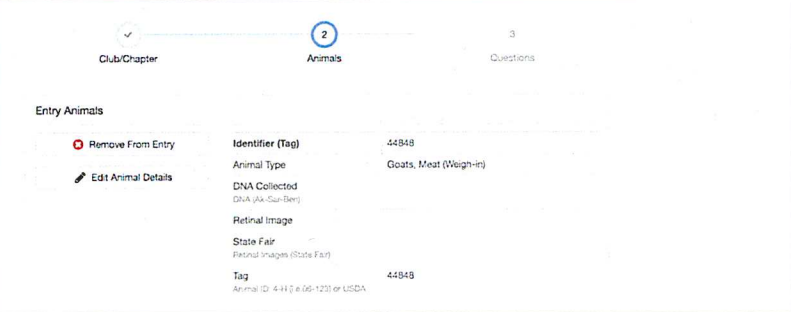 2
3
Club/Chapter
Animals
Questions
Entry Animals
Remove From Entry
Edit Animal Details
Identifier (Tag) 44848
Animal Type Goats, Meat (Weigh-in)
DNA Collected
DNA (Ak-Sar-Ben)
Retinal Image
State Fair
Retinal Images (State Fair)
Tag 44848
Animal ID: 4-H (i.e.06-123) or USDA